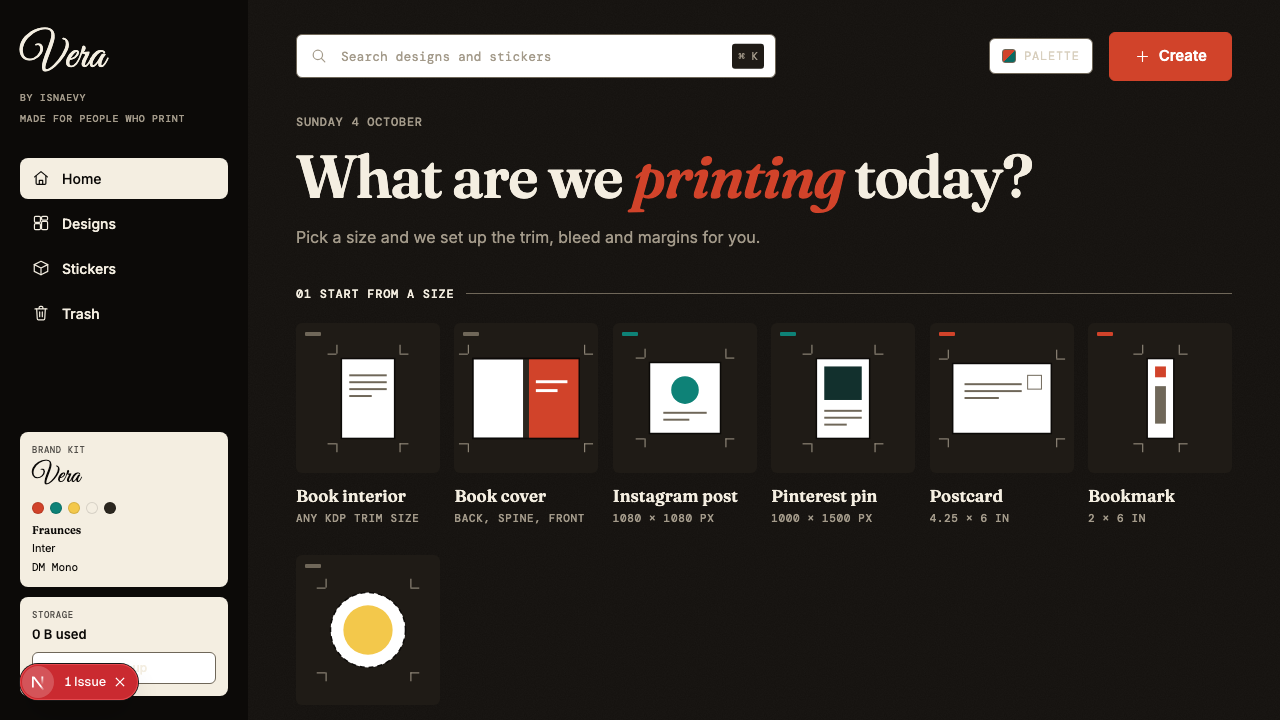 Vera
BY ISNAEVY
MADE FOR PEOPLE WHO PRINT
Home
Designs
Stickers
Trash
BRAND KIT
Vera
Fraunces
Inter
DM Mono
STORAGE
0 B used
1 Issue
Search designs and stickers
⌘ K
PALETTE
Create
SUNDAY 4 OCTOBER
What are we printing today?
Pick a size and we set up the trim, bleed and margins for you.
01 START FROM A SIZE
Book interior
ANY KDP TRIM SIZE
Book cover
BACK, SPINE, FRONT
Instagram post
1080 × 1080 PX
Pinterest pin
1000 × 1500 PX
Postcard
4.25 × 6 IN
Bookmark
2 × 6 IN